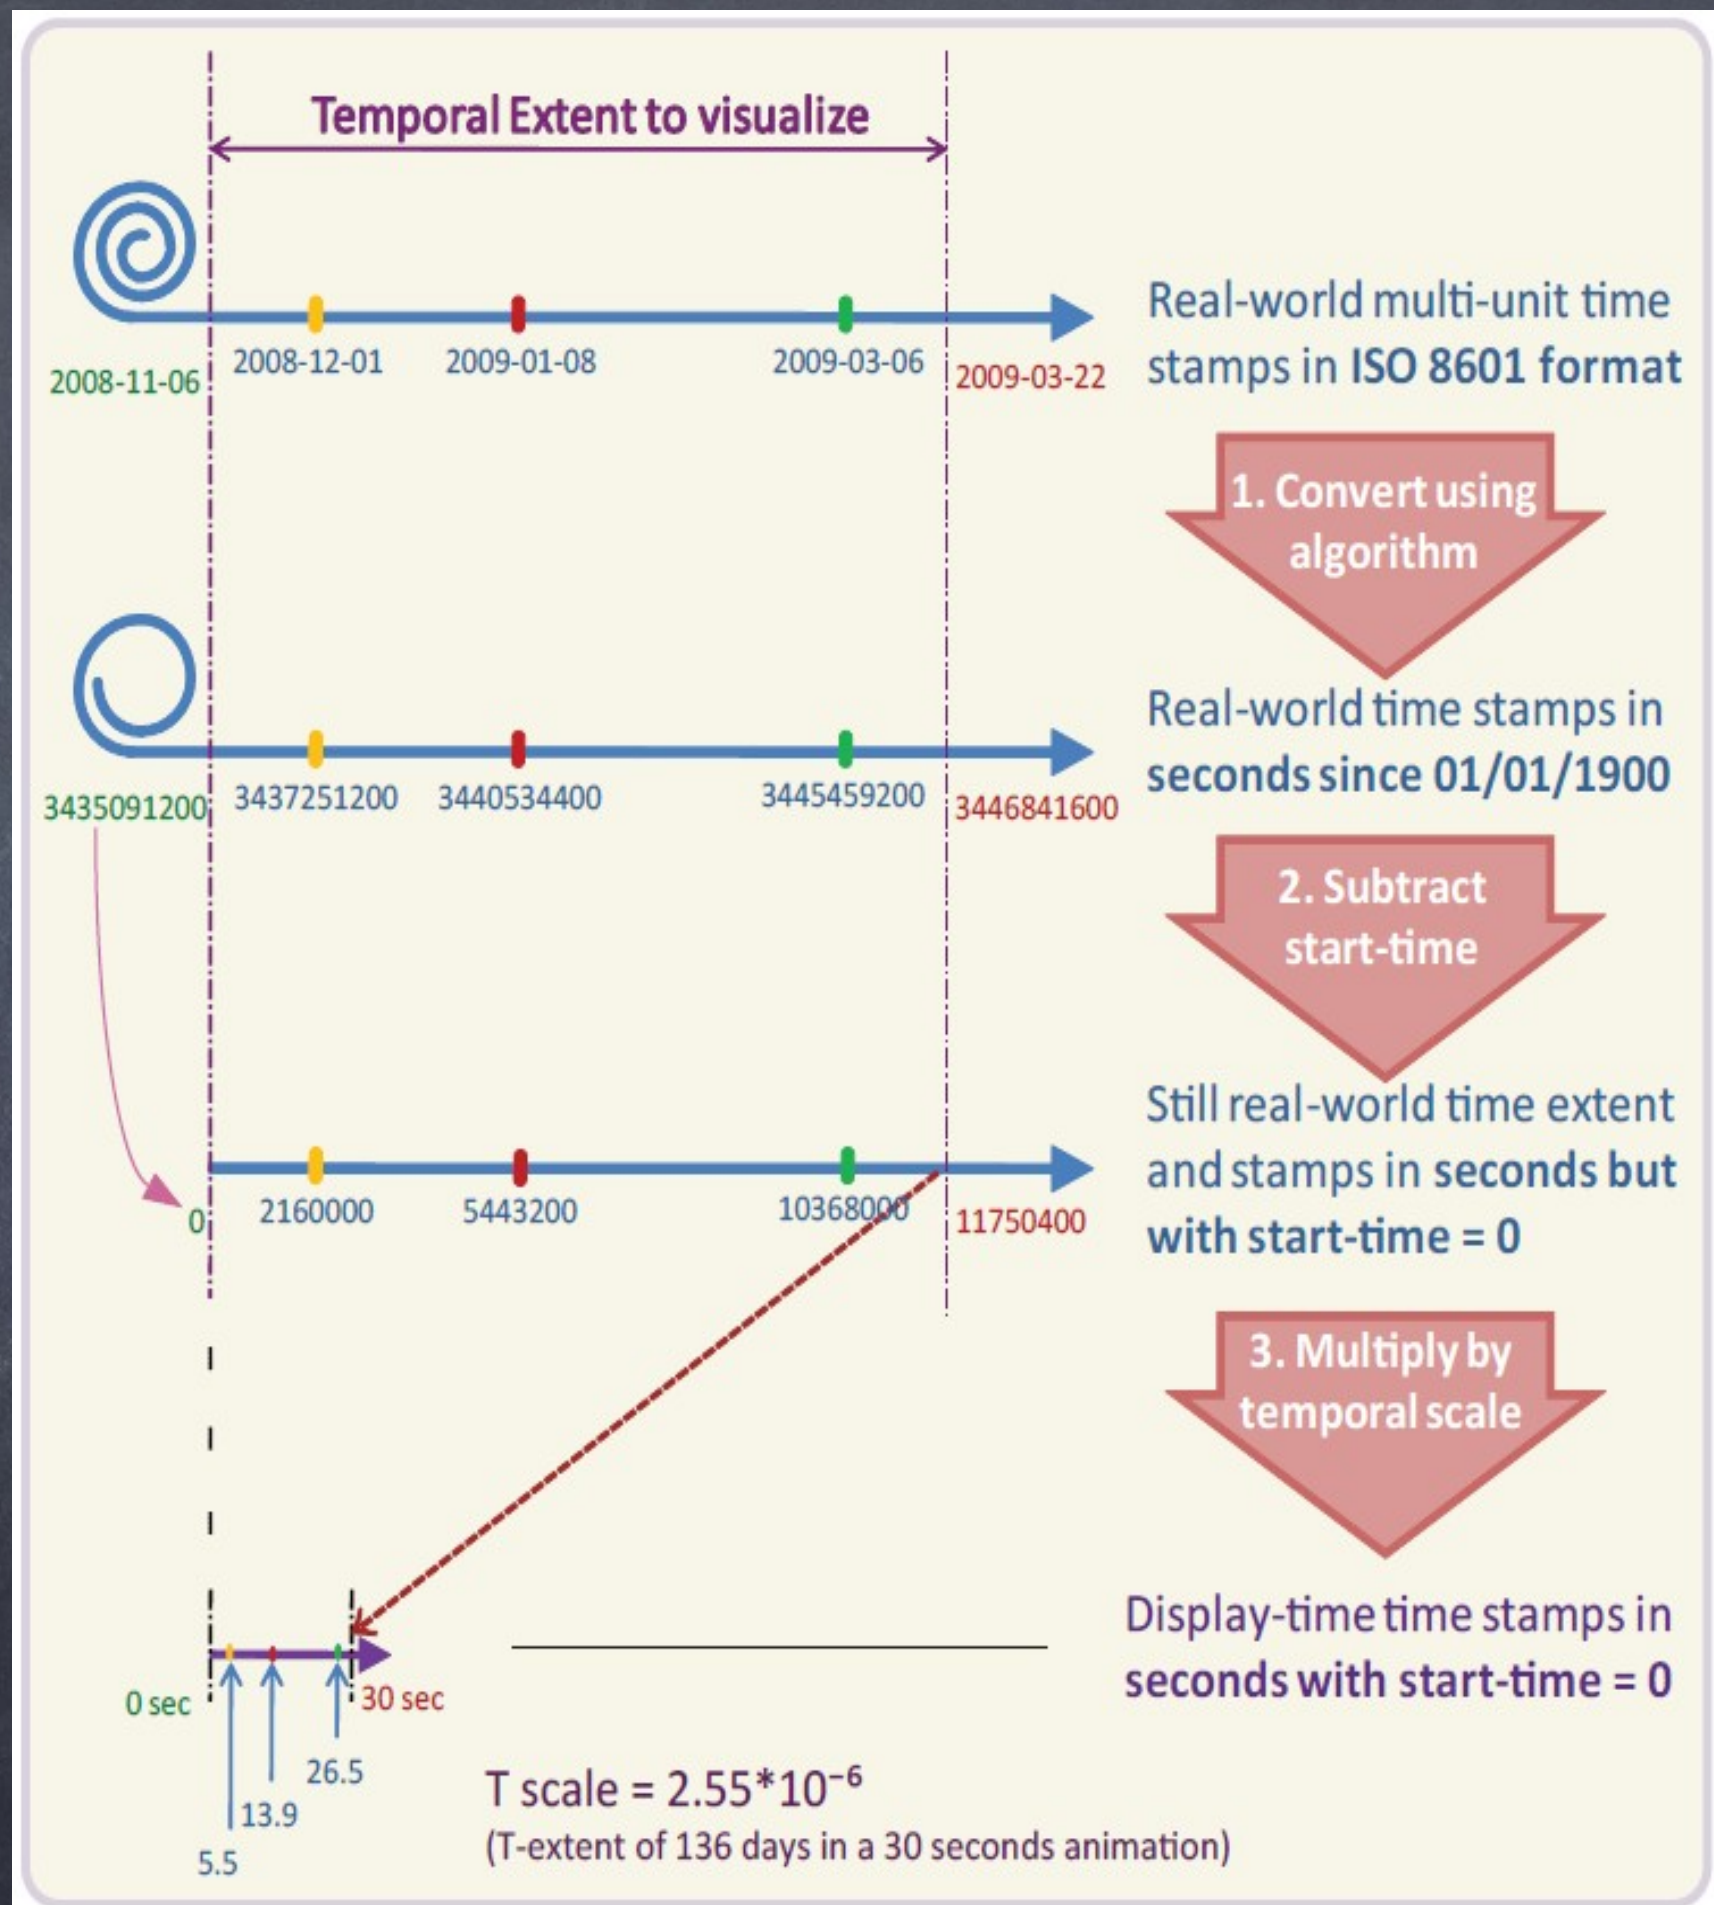 Temporal Extent to visualize
2008-11-06
2008-12-01
2009-01-08
2009-03-06
2009-03-22
Real-world multi-unit time
stamps in ISO 8601 format
1. Convert using
algorithm
3435091200
3437251200
3440534400
3445459200
3446841600
Real-world time stamps in
seconds since 01/01/1900
2. Subtract
start-time
0
2160000
5443200
10368000
11750400
Still real-world time extent
and stamps in seconds but
with start-time = 0
3. Multiply by
temporal scale
0 sec
30 sec
5.5
13.9
26.5
Display-time time stamps in
seconds with start-time = 0
T scale = 2.55*10⁻⁶
(T-extent of 136 days in a 30 seconds animation)